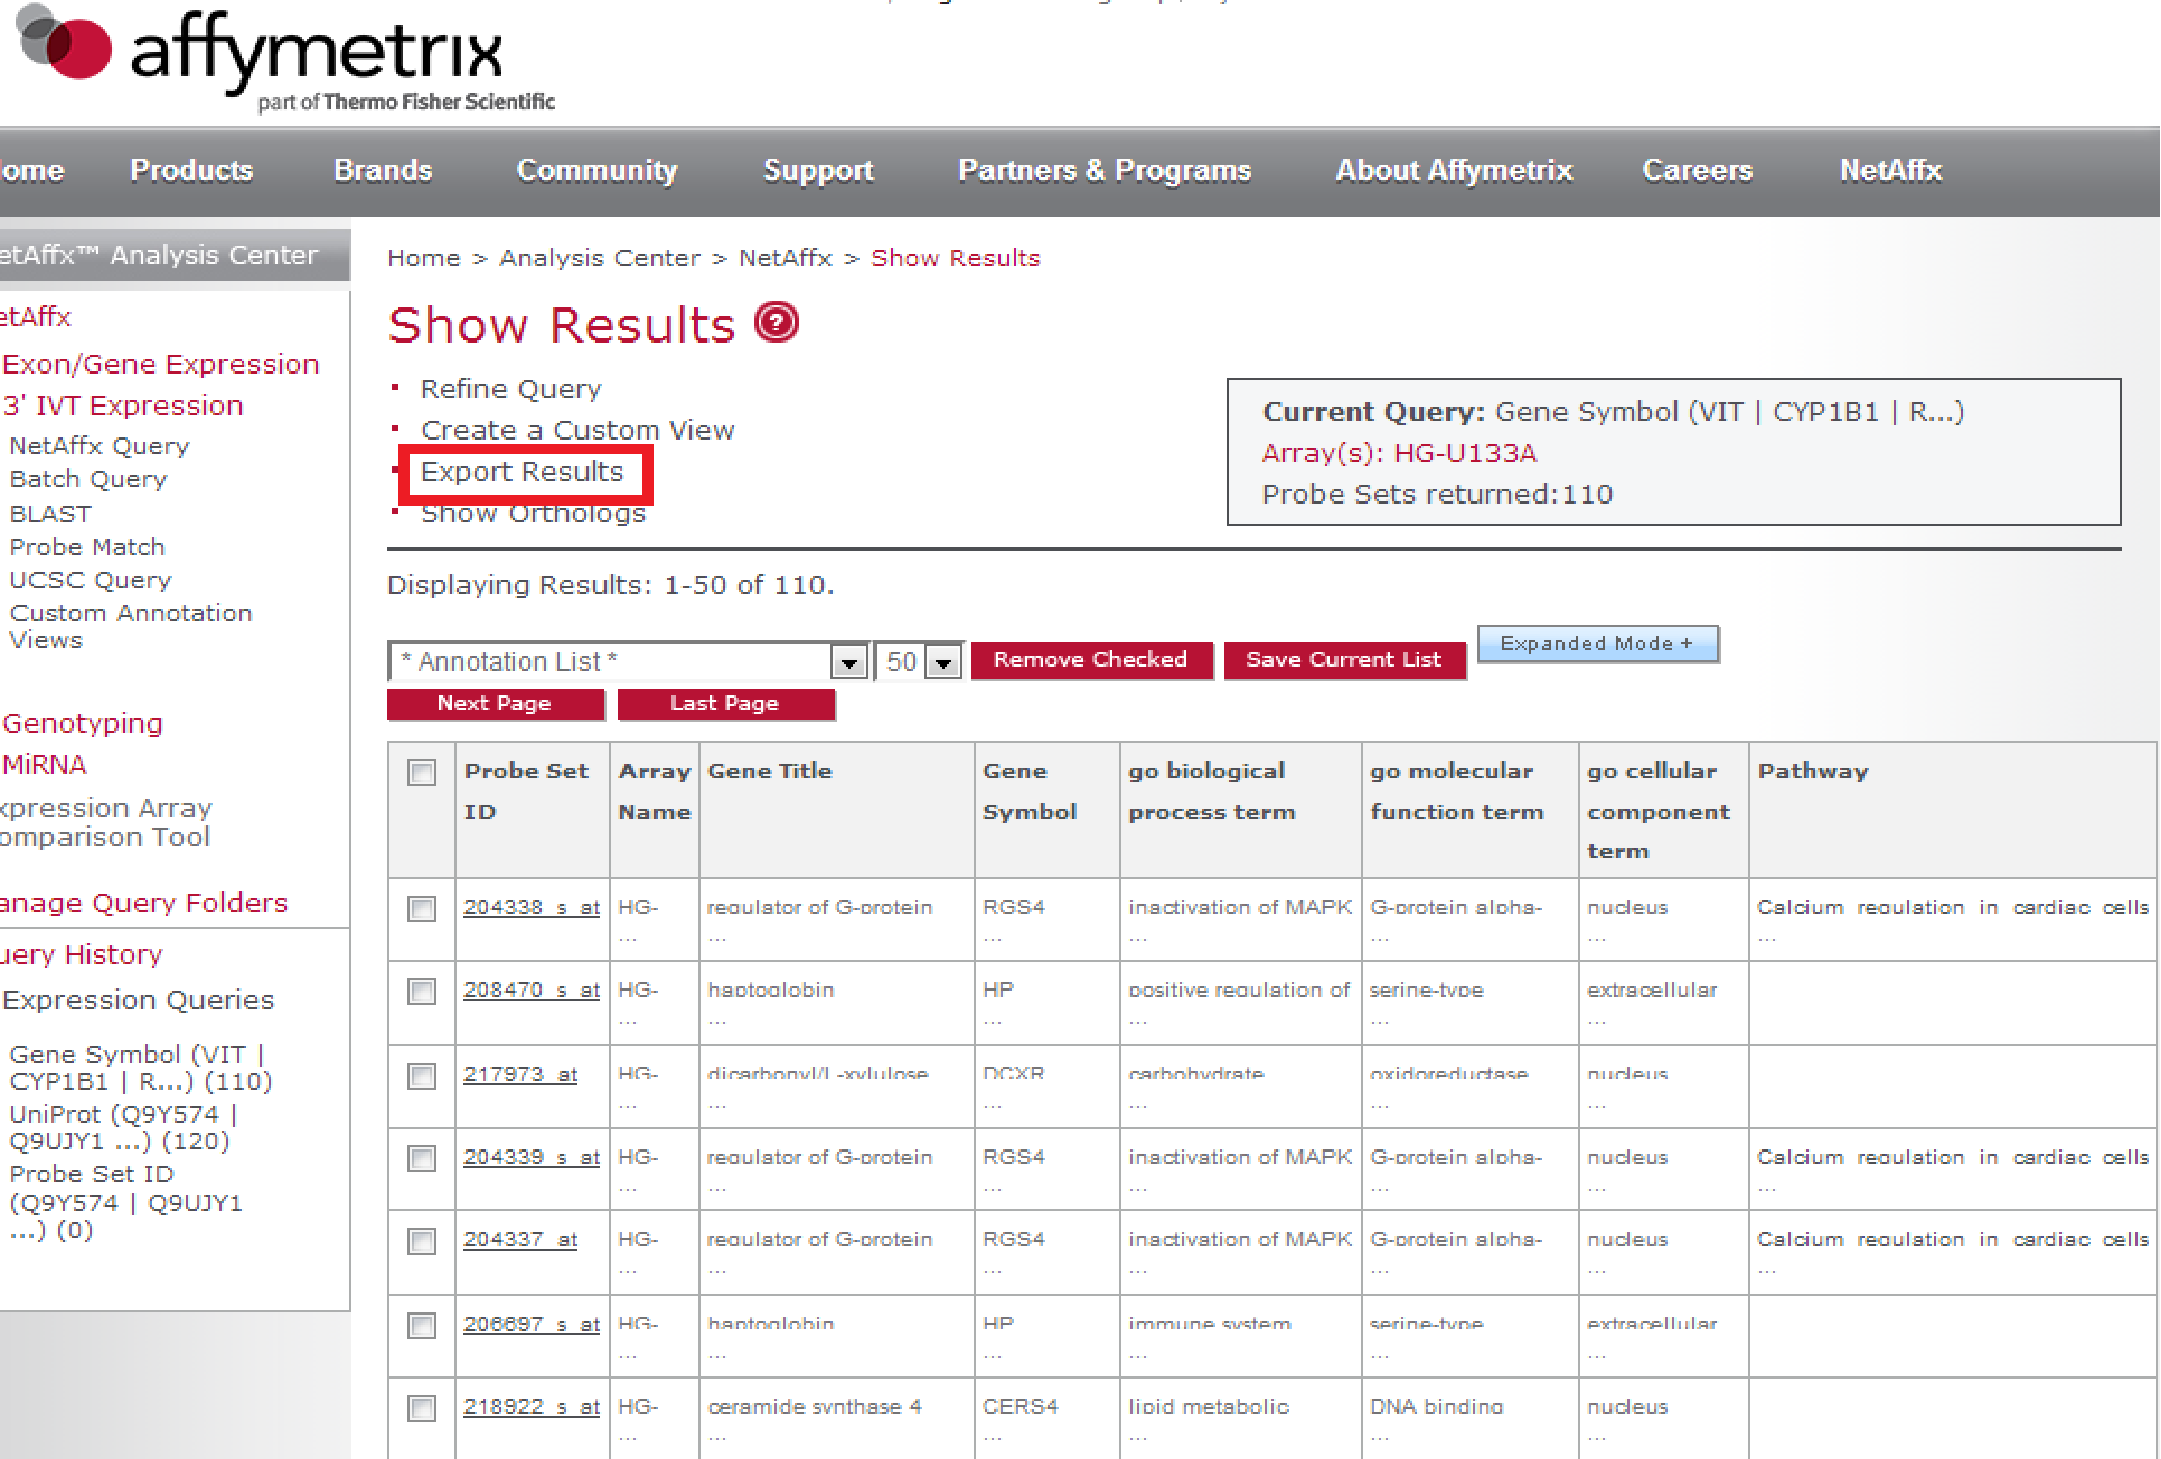 affymetrix
part of Thermo Fisher Scientific
ome Products Brands Community Support Partners & Programs About Affymetrix Careers NetAffx
etAffx™ Analysis Center
etAffx
Exon/Gene Expression
3' IVT Expression
NetAffx Query
Batch Query
BLAST
Probe Match
UCSC Query
Custom Annotation
Views
Genotyping
MiRNA
xpression Array
omparison Tool
anage Query Folders
uery History
Expression Queries
Gene Symbol (VIT |
CYP1B1 | R...) (110)
UniProt (Q9Y574 |
Q9UJY1 ...) (120)
Probe Set ID
(Q9Y574 | Q9UJY1
...) (0)
Home > Analysis Center > NetAffx > Show Results
Show Results ?
Refine Query
Create a Custom View
Export Results
Show Orthologs
Current Query: Gene Symbol (VIT | CYP1B1 | R...)
Array(s): HG-U133A
Probe Sets returned:110
Displaying Results: 1-50 of 110.
* Annotation List * 50 Remove Checked Save Current List Expanded Mode +
Next Page Last Page
Probe Set ID Array Name Gene Title Gene Symbol go biological process term go molecular function term go cellular component term Pathway
204338_s_at HG- regulator of G-protein RGS4 inactivation of MAPK G-protein alpha- nucleus Calcium regulation in cardiac cells
... ... ... ... ... ... ...
208470_s_at HG- haptoglobin HP positive regulation of serine-type extracellular
... ... ... ... ... ...
217973_at HG- dicarbonyl/L-xylulose DCXR carbohydrate oxidoreductase nucleus
... ... ... ... ... ...
204339_s_at HG- regulator of G-protein RGS4 inactivation of MAPK G-protein alpha- nucleus Calcium regulation in cardiac cells
... ... ... ... ... ... ...
204337_at HG- regulator of G-protein RGS4 inactivation of MAPK G-protein alpha- nucleus Calcium regulation in cardiac cells
... ... ... ... ... ... ...
206697_s_at HG- haptoglobin HP immune system serine-type extracellular
... ... ... ... ... ...
218922_s_at HG- ceramide synthase 4 CERS4 lipid metabolic DNA binding nucleus
... ... ... ... ... ...